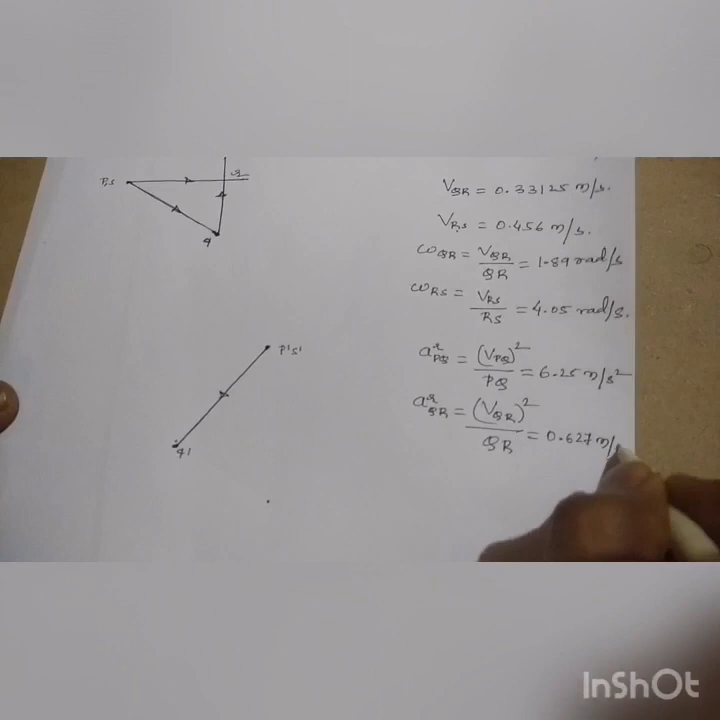 P,S r
q
V_QR = 0.33125 m/s.
V_RS = 0.456 m/s.
ω_QR = V_QR / QR = 1.89 rad/s
ω_RS = V_RS / RS = 4.05 rad/s.
a^r_PQ = (V_PQ)^2 / PQ = 6.25 m/s^2
a^r_QR = (V_QR)^2 / QR = 0.627 m/s
p's'
q'
InShOt